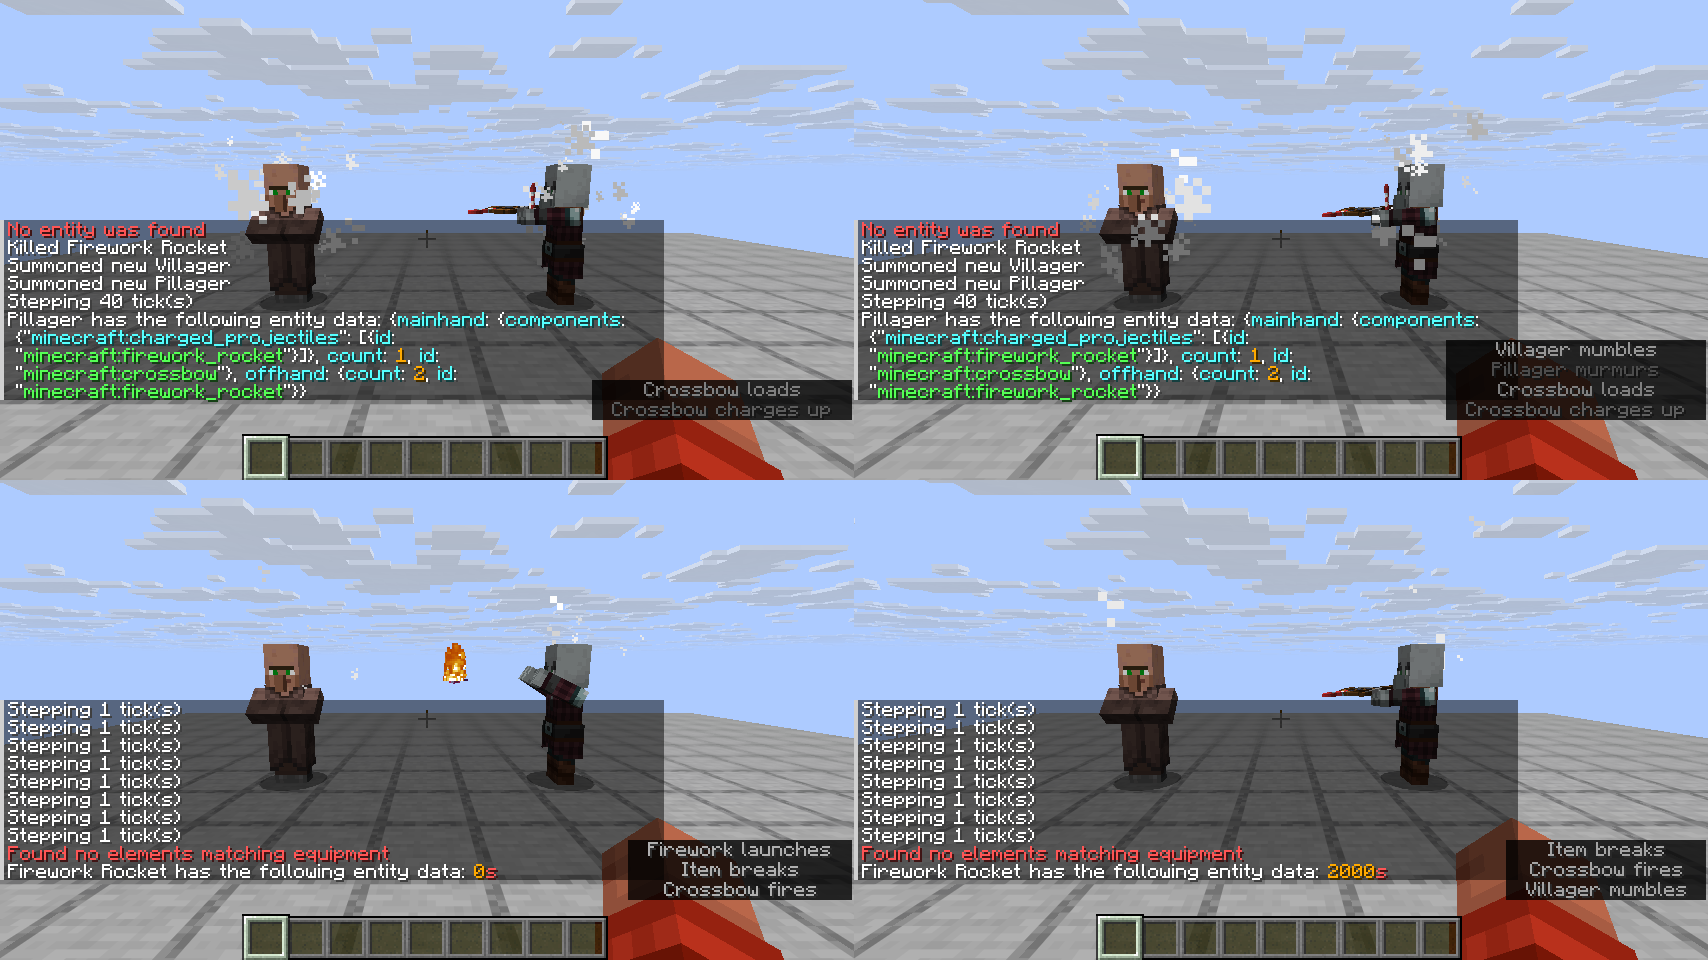 No entity was found
Killed Firework Rocket
Summoned new Villager
Summoned new Pillager
Stepping 40 tick(s)
Pillager has the following entity data: {mainhand: {components:
{"minecraft:charged_projectiles": [{id:
"minecraft:firework_rocket"}]}, count: 1, id:
"minecraft:crossbow"}, offhand: {count: 2, id:
"minecraft:firework_rocket"}}
Crossbow loads
Crossbow charges up
No entity was found
Killed Firework Rocket
Summoned new Villager
Summoned new Pillager
Stepping 40 tick(s)
Pillager has the following entity data: {mainhand: {components:
{"minecraft:charged_projectiles": [{id:
"minecraft:firework_rocket"}]}, count: 1, id:
"minecraft:crossbow"}, offhand: {count: 2, id:
"minecraft:firework_rocket"}}
Villager mumbles
Pillager murmurs
Crossbow loads
Crossbow charges up
Stepping 1 tick(s)
Stepping 1 tick(s)
Stepping 1 tick(s)
Stepping 1 tick(s)
Stepping 1 tick(s)
Stepping 1 tick(s)
Stepping 1 tick(s)
Stepping 1 tick(s)
Found no elements matching equipment
Firework Rocket has the following entity data: 0s
Firework launches
Item breaks
Crossbow fires
Stepping 1 tick(s)
Stepping 1 tick(s)
Stepping 1 tick(s)
Stepping 1 tick(s)
Stepping 1 tick(s)
Stepping 1 tick(s)
Stepping 1 tick(s)
Stepping 1 tick(s)
Found no elements matching equipment
Firework Rocket has the following entity data: 2000s
Item breaks
Crossbow fires
Villager mumbles